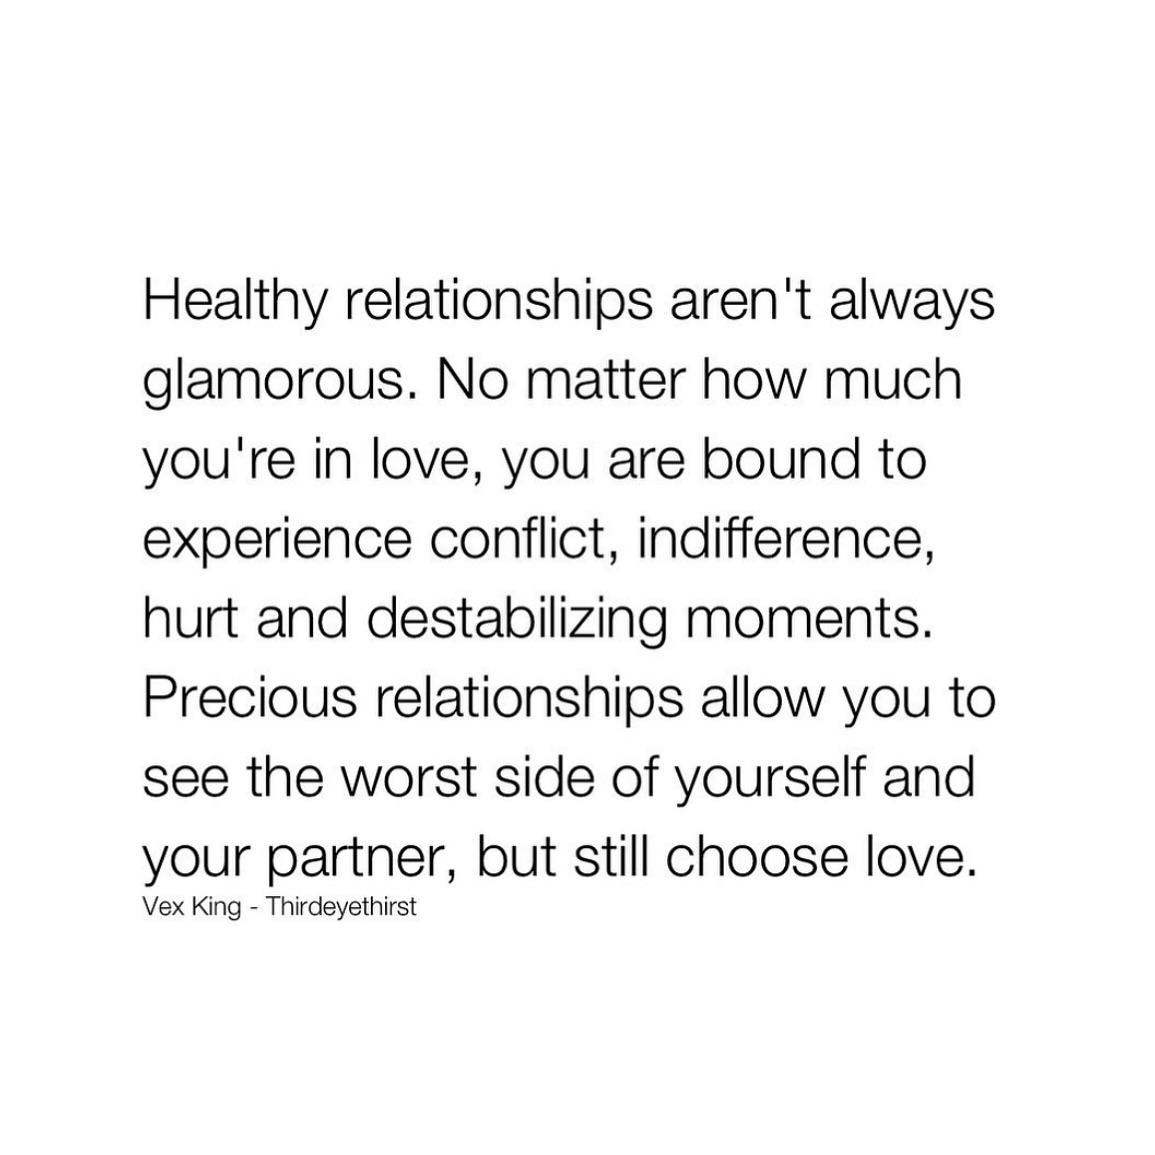 Healthy relationships aren't always
glamorous. No matter how much
you're in love, you are bound to
experience conflict, indifference,
hurt and destabilizing moments.
Precious relationships allow you to
see the worst side of yourself and
your partner, but still choose love.
Vex King - Thirdeyethirst